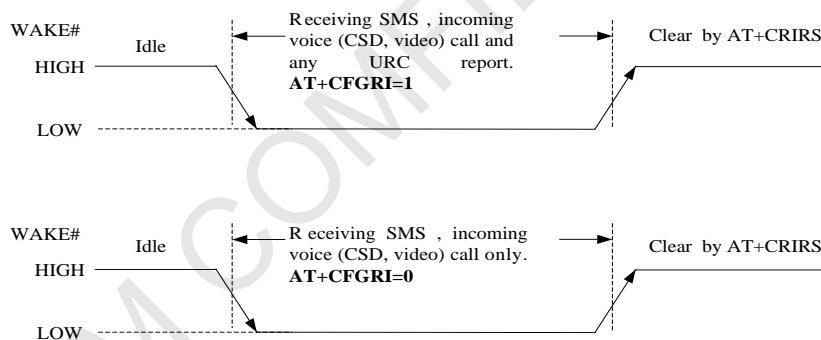 WAKE#
Idle
HIGH
LOW
Receiving SMS , incoming
voice (CSD, video) call and
any URC report.
AT+CFGRI=1
Clear by AT+CRIRS
WAKE#
Idle
HIGH
LOW
Receiving SMS , incoming
voice (CSD, video) call only.
AT+CFGRI=0
Clear by AT+CRIRS
M COMFI